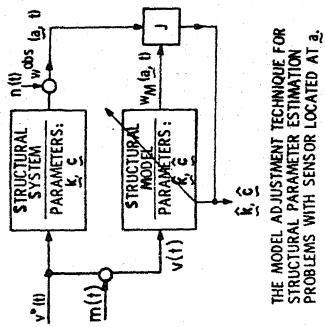 n(t)
w^obs (a, t)
STRUCTURAL
SYSTEM
PARAMETERS:
k, c
v*(t)
m(t)
v(t)
STRUCTURAL
MODEL
PARAMETERS:
k̂, ĉ
w_M(a, t)
J
k̂, ĉ
THE MODEL ADJUSTMENT TECHNIQUE FOR
STRUCTURAL PARAMETER ESTIMATION
PROBLEMS WITH SENSOR LOCATED AT a.